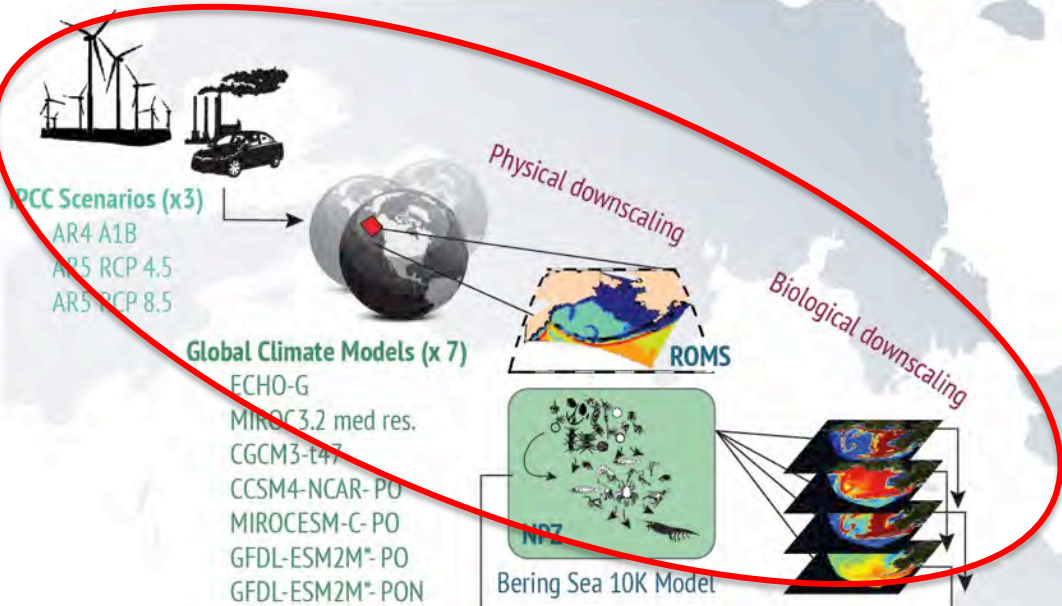 IPCC Scenarios (x3)
AR4 A1B
AR5 RCP 4.5
AR5 RCP 8.5
Physical downscaling
Biological downscaling
ROMS
Global Climate Models (x 7)
ECHO-G
MIROC3.2 med res.
CGCM3-t47
CCSM4-NCAR- PO
MIROCESM-C- PO
GFDL-ESM2M*- PO
GFDL-ESM2M*- PON
NPZ
Bering Sea 10K Model